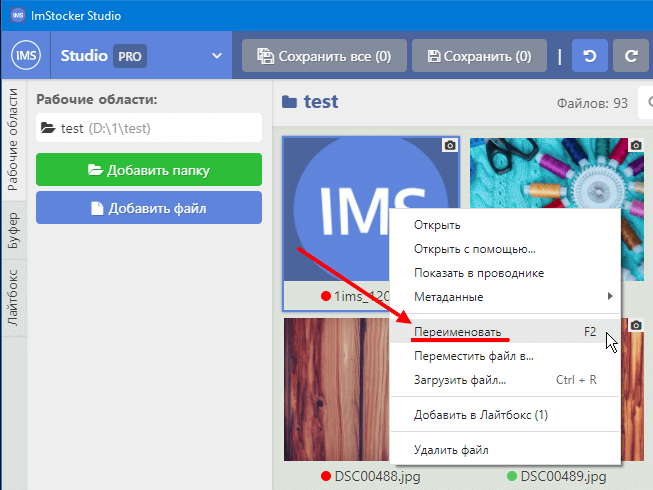 IMS ImStocker Studio
IMS Studio PRO Сохранить все (0) Сохранить (0)
Рабочие области
Буфер
Лайтбокс
Рабочие области:
test (D:\1\test)
Добавить папку
Добавить файл
test Файлов: 93
IMS
1ims_120
Открыть
Открыть с помощью...
Показать в проводнике
Метаданные
Переименовать F2
Переместить файл в...
Загрузить файл... Ctrl + R
Добавить в Лайтбокс (1)
Удалить файл
DSC00488.jpg DSC00489.jpg